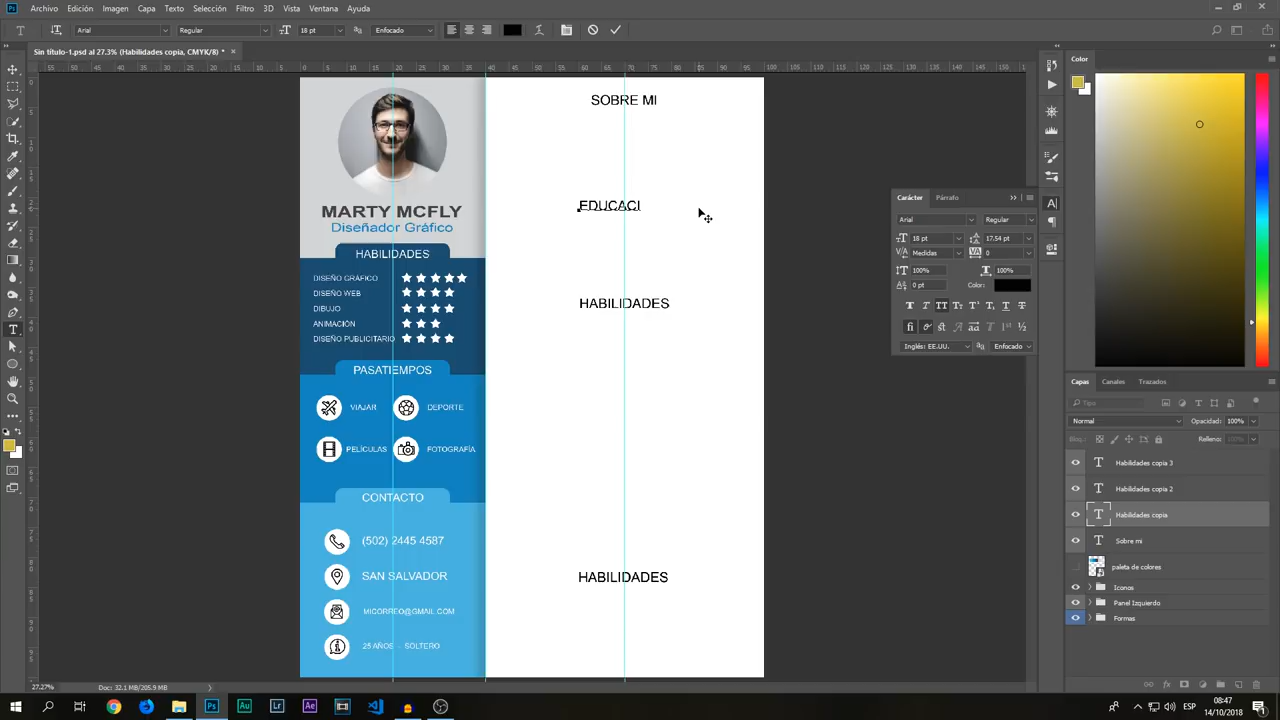 Archivo Edición Imagen Capa Texto Selección Filtro 3D Vista Ventana Ayuda
Arial Regular 18 pt Enfocado
Sin título-1.psd al 27.3% (Habilidades copia, CMYK/8) *
SOBRE MI
EDUCACI
HABILIDADES
HABILIDADES
MARTY MCFLY
Diseñador Gráfico
HABILIDADES
DISEÑO GRÁFICO
DISEÑO WEB
DIBUJO
ANIMACIÓN
DISEÑO PUBLICITARIO
PASATIEMPOS
VIAJAR DEPORTE
PELÍCULAS FOTOGRAFÍA
CONTACTO
(502) 2445 4587
SAN SALVADOR
MICORREO@GMAIL.COM
25 AÑOS - SOLTERO
Carácter Párrafo
Arial Regular
18 pt 17,54 pt
Medidas 0
100% 100%
0 pt Color:
Inglés: EE.UU. Enfocado
Color
Capas Canales Trazados
Tipo
Normal Opacidad: 100%
Bloq.: Relleno: 100%
Habilidades copia 3
Habilidades copia 2
Habilidades copia
Sobre mi
paleta de colores
Iconos
Panel Izquierdo
Formas
27.27% Doc: 32.1 MB/205.9 MB
ESP
08:47
14/10/2018